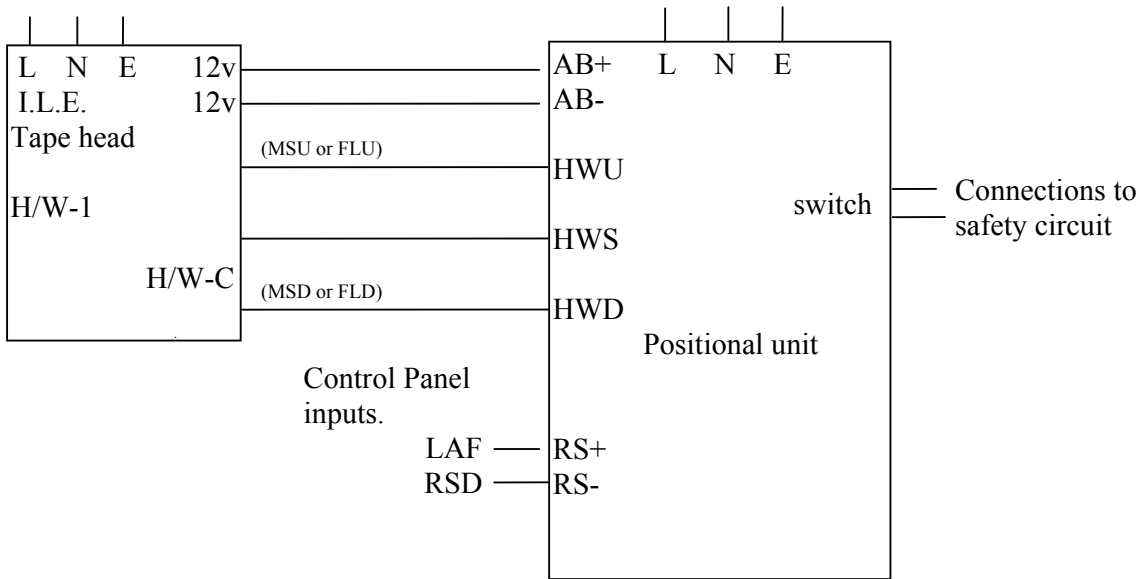 L N E 12v
I.L.E. 12v
Tape head
H/W-1
H/W-C
(MSU or FLU)
(MSD or FLD)
AB+ L N E
AB-
HWU
switch
HWS
HWD
Positional unit
RS+
RS-
Connections to
safety circuit
Control Panel
inputs.
LAF
RSD